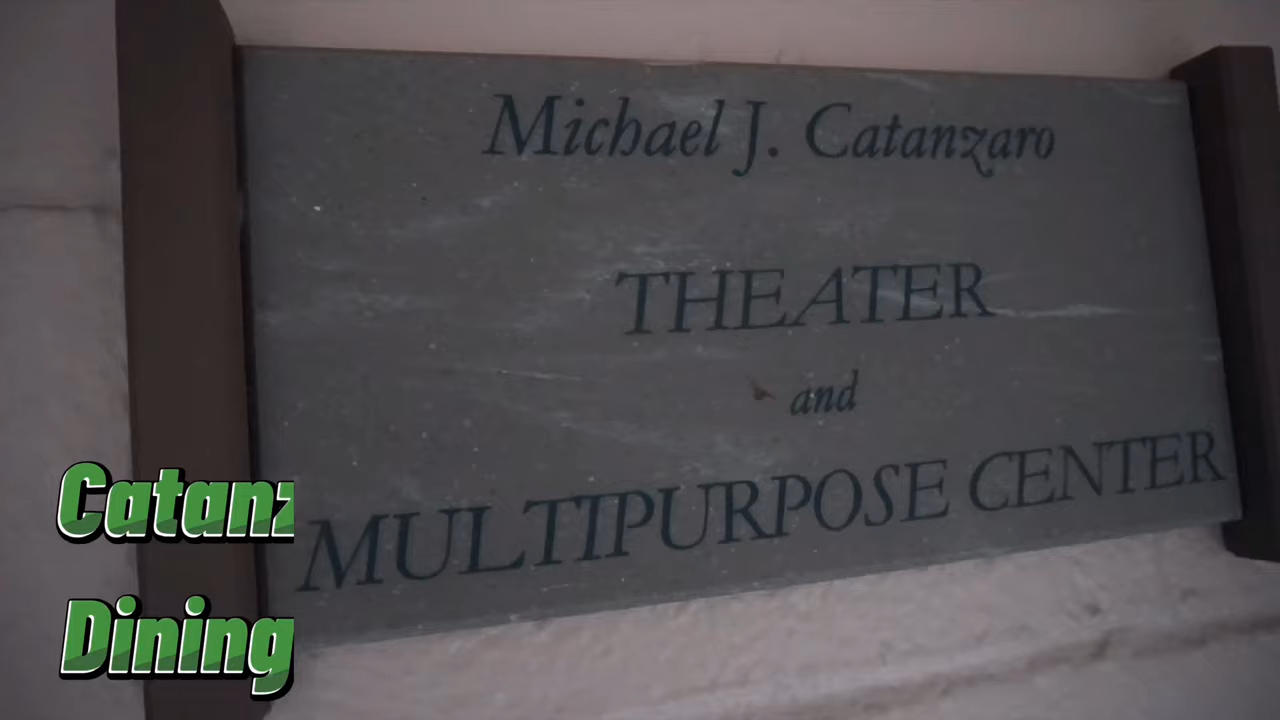 Michael J. Catanzaro
THEATER
and
MULTIPURPOSE CENTER
Catanz
Dining